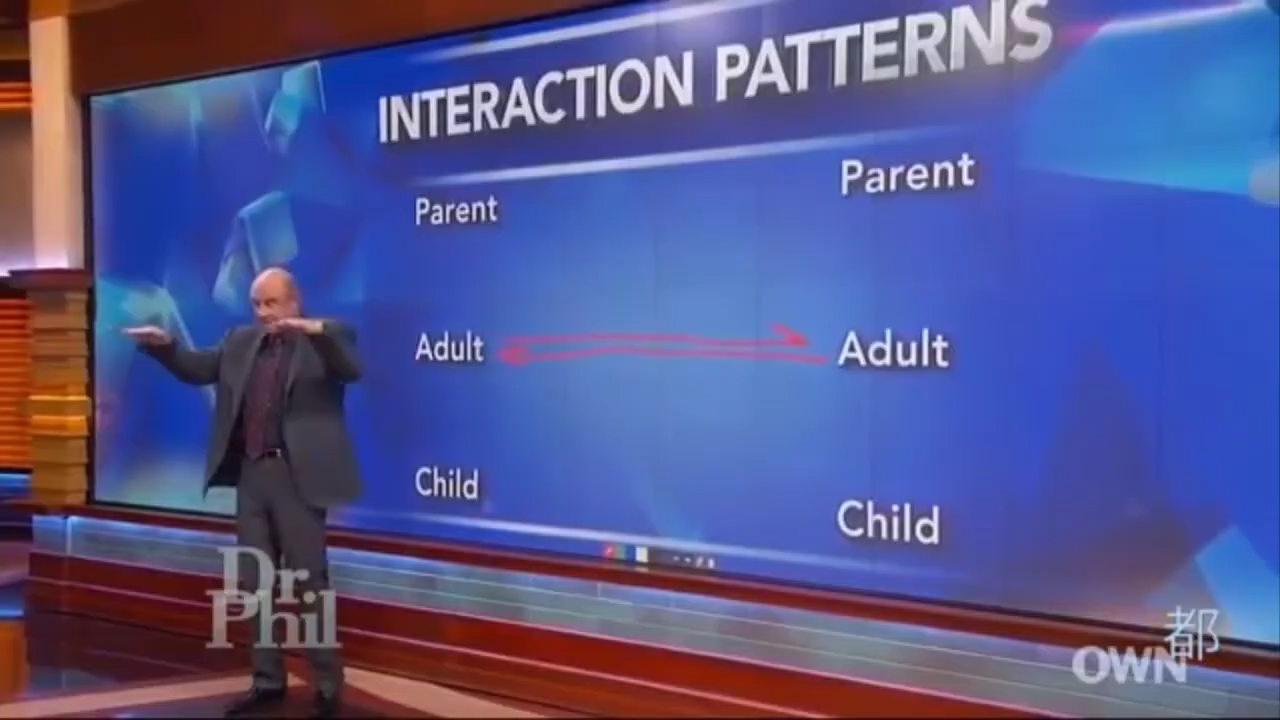 INTERACTION PATTERNS
Parent
Parent
Adult
Adult
Child
Child
Dr.
Phil
都
OWN